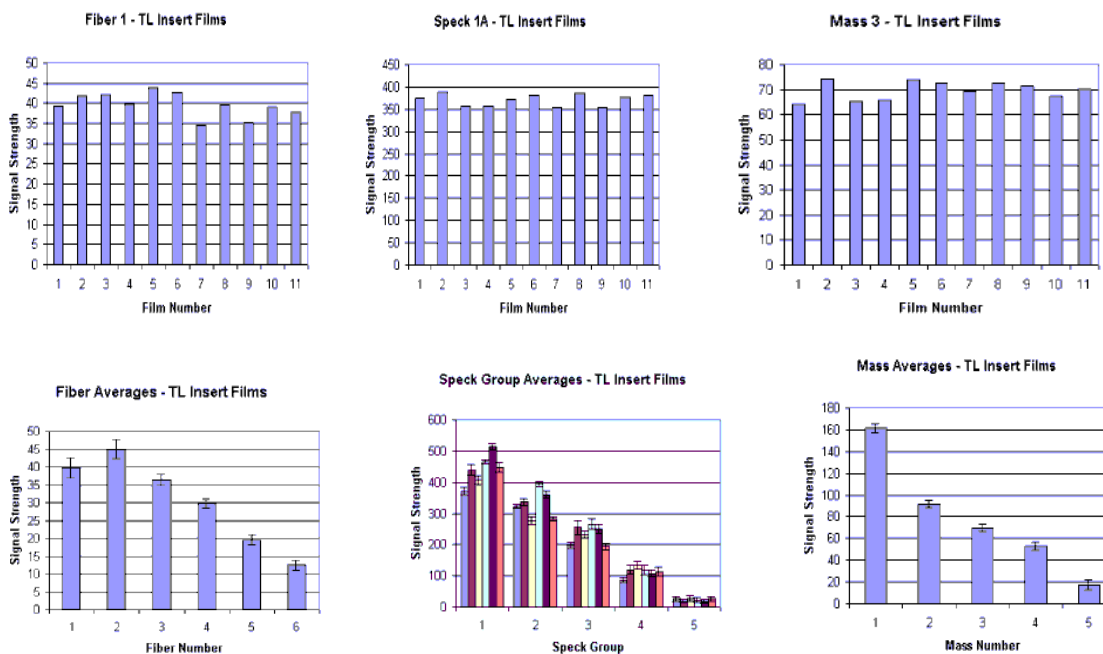 Fiber 1 - TL Insert Films
Signal Strength
50
45
40
35
30
25
20
15
10
5
0
1 2 3 4 5 6 7 8 9 10 11
Film Number
Speck 1A - TL Insert Films
Signal Strength
450
400
350
300
250
200
150
100
50
0
1 2 3 4 5 6 7 8 9 10 11
Film Number
Mass 3 - TL Insert Films
Signal Strength
80
70
60
50
40
30
20
10
0
1 2 3 4 5 6 7 8 9 10 11
Film Number
Fiber Averages - TL Insert Films
Signal Strength
50
45
40
35
30
25
20
15
10
5
0
1 2 3 4 5 6
Fiber Number
Speck Group Averages - TL Insert Films
Signal Strength
600
500
400
300
200
100
0
1 2 3 4 5
Speck Group
Mass Averages - TL Insert Films
Signal Strength
180
160
140
120
100
80
60
40
20
0
1 2 3 4 5
Mass Number